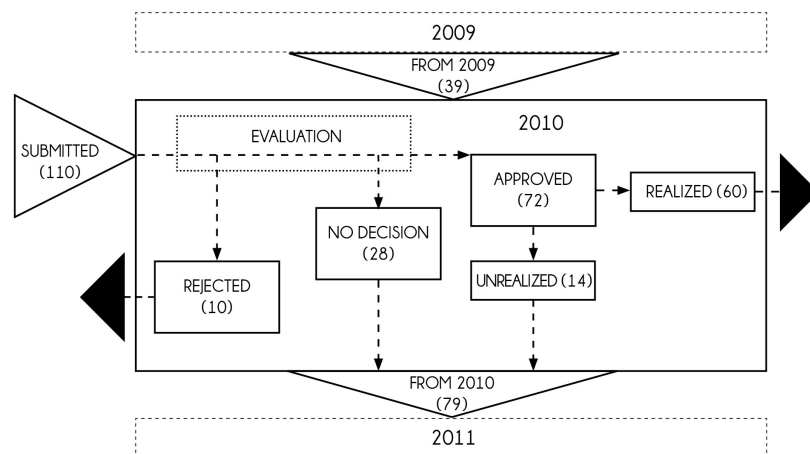 2009
FROM 2009
(39)
2010
SUBMITTED
(110)
EVALUATION
APPROVED
(72)
REALIZED (60)
NO DECISION
(28)
REJECTED
(10)
UNREALIZED (14)
FROM 2010
(79)
2011